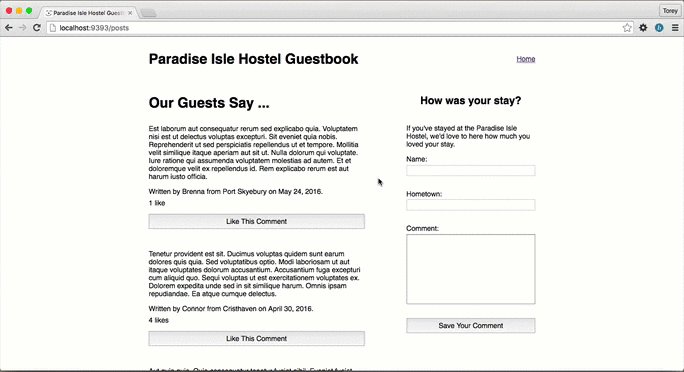 Paradise Isle Hostel Guest
Torey
localhost:9393/posts
Paradise Isle Hostel Guestbook
Home
Our Guests Say ...
Est laborum aut consequatur rerum sed explicabo quia. Voluptatem
nisi est ut delectus voluptas excepturi. Sit eveniet quia nobis.
Reprehenderit ut sed perspiciatis repellendus ut et tempore. Mollitia
velit similique itaque aperiam aut sit ut. Nulla dolorum qui voluptate.
Iure ratione qui assumenda voluptatem molestias ad autem. Et et
doloremque velit ex repellendus id. Rem explicabo rerum est aut
harum iusto officia.
Written by Brenna from Port Skyebury on May 24, 2016.
1 like
Like This Comment
Tenetur provident est sit. Ducimus voluptas quidem sunt earum
dolores quis quia. Sed voluptatibus optio. Modi laboriosam ut aut
itaque voluptates dolorum accusantium. Accusantium fuga excepturi
cum aliquid quo. Sequi voluptas ut est exercitationem voluptates ex.
Dolorem expedita unde sed in sit similique harum. Omnis ipsam
repudiandae. Ea atque cumque delectus.
Written by Connor from Cristhaven on April 30, 2016.
4 likes
Like This Comment
How was your stay?
If you've stayed at the Paradise Isle
Hostel, we'd love to here how much you
loved your stay.
Name:
Hometown:
Comment:
Save Your Comment